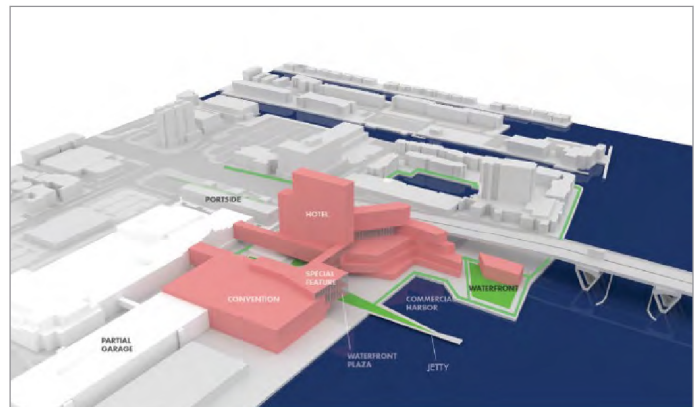 PORTSIDE
HOTEL
SPECIAL
FEATURE
CONVENTION
COMMERCIAL
HARBOR
WATERFRONT
PARTIAL
GARAGE
WATERFRONT
PLAZA
JETTY